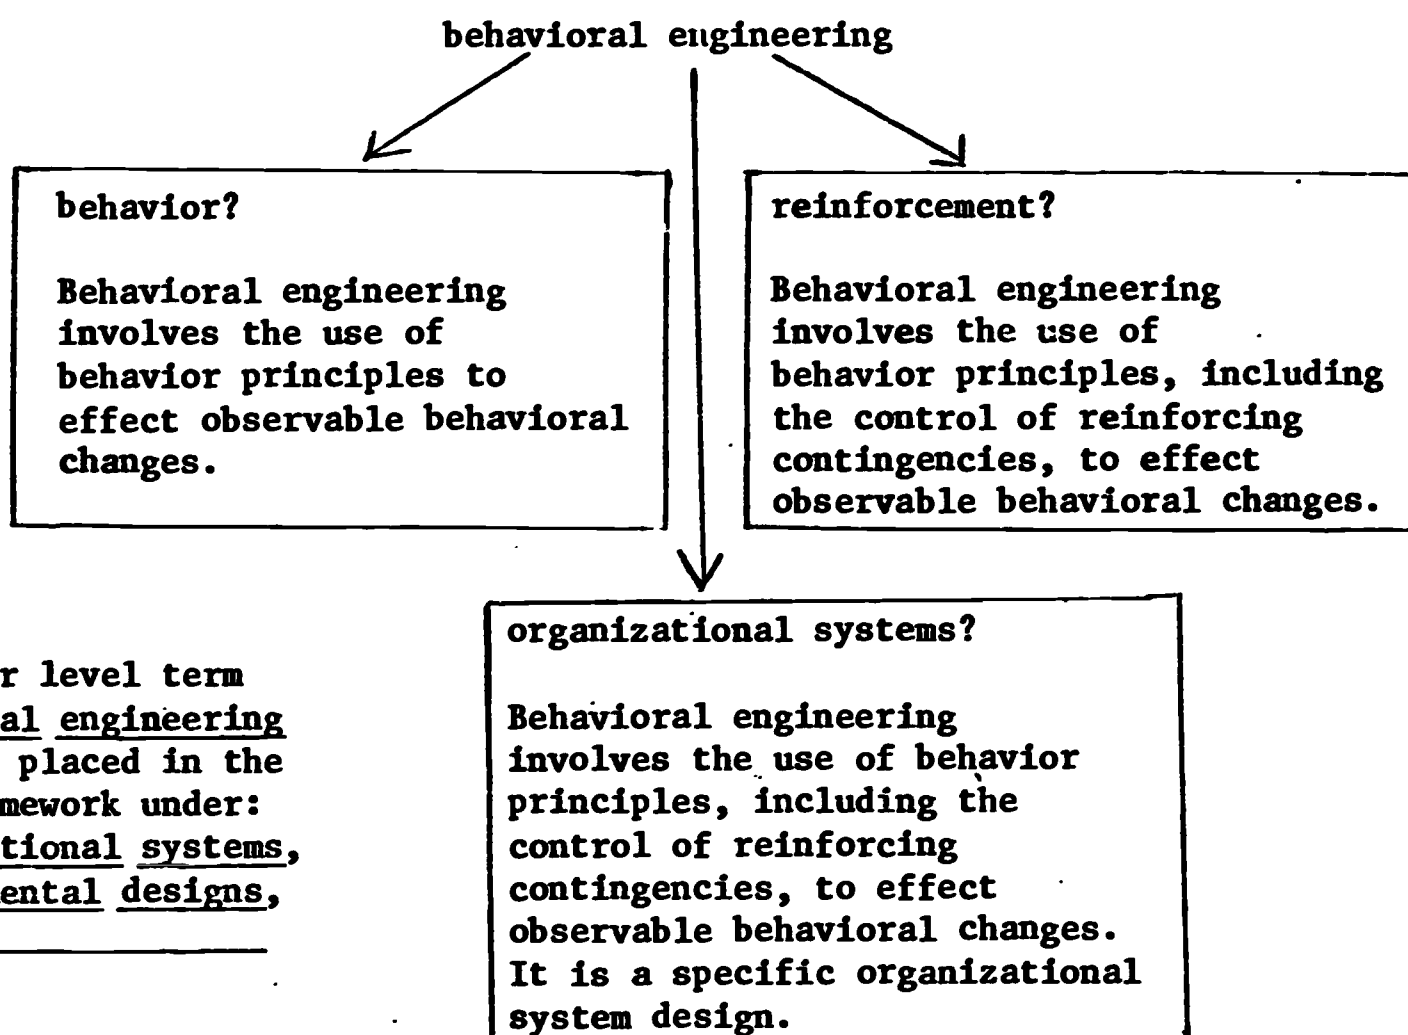 behavioral engineering
behavior?
Behavioral engineering
involves the use of
behavior principles to
effect observable behavioral
changes.
reinforcement?
Behavioral engineering
involves the use of
behavior principles, including
the control of reinforcing
contingencies, to effect
observable behavioral changes.
r level term
al engineering
placed in the
mework under:
tional systems,
ental designs,
organizational systems?
Behavioral engineering
involves the use of behavior
principles, including the
control of reinforcing
contingencies, to effect
observable behavioral changes.
It is a specific organizational
system design.